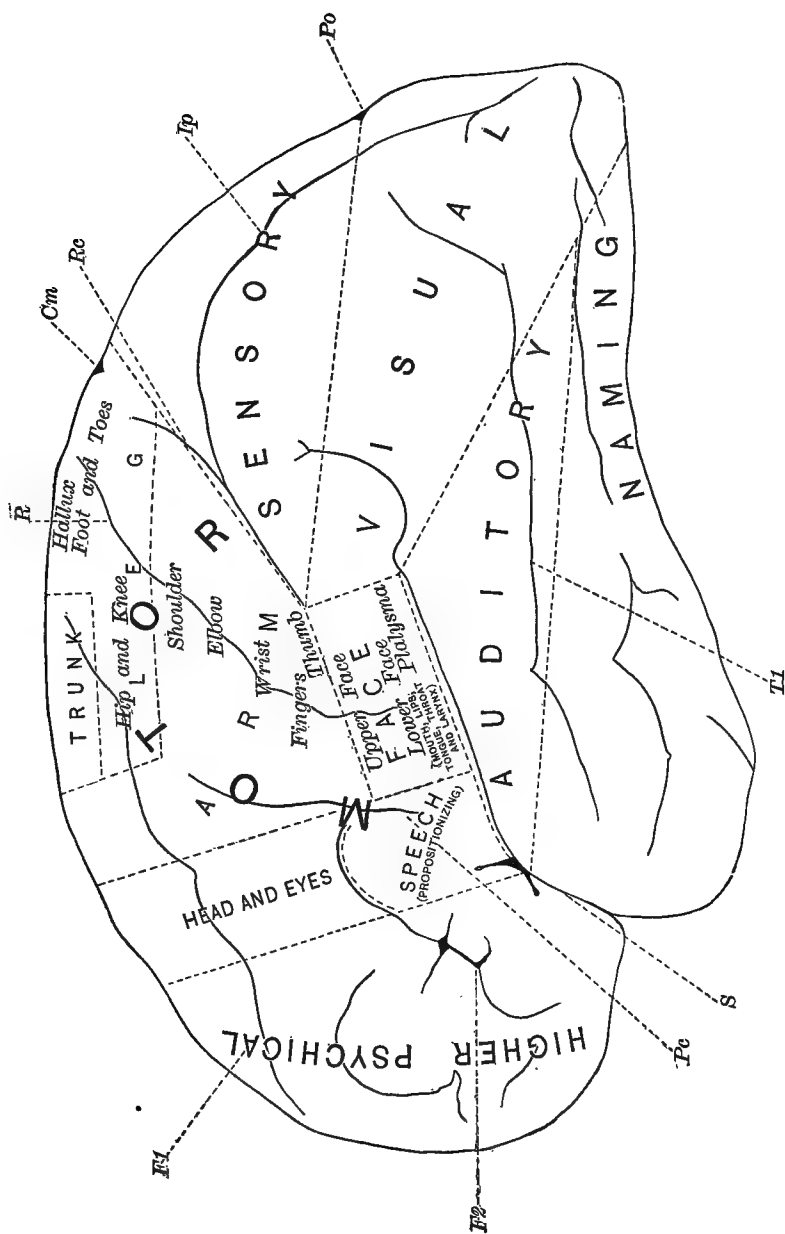 Po
Ip
Rc
Cm
R
Hallux
Foot and Toes
TRUNK
Hip and Knee
LEG
Shoulder
Elbow
Wrist
ARM
Fingers
Thumb
MOTOR
SENSORY
VISUAL
Upper Face
FACE
Lower Face
Platysma
(MOUTH, LIPS,
TONGUE, THROAT
AND LARYNX)
SPEECH
(PROPOSITIONIZING)
HEAD AND EYES
AUDITORY
NAMING
HIGHER PSYCHICAL
T1
S
Pc
F1
F2